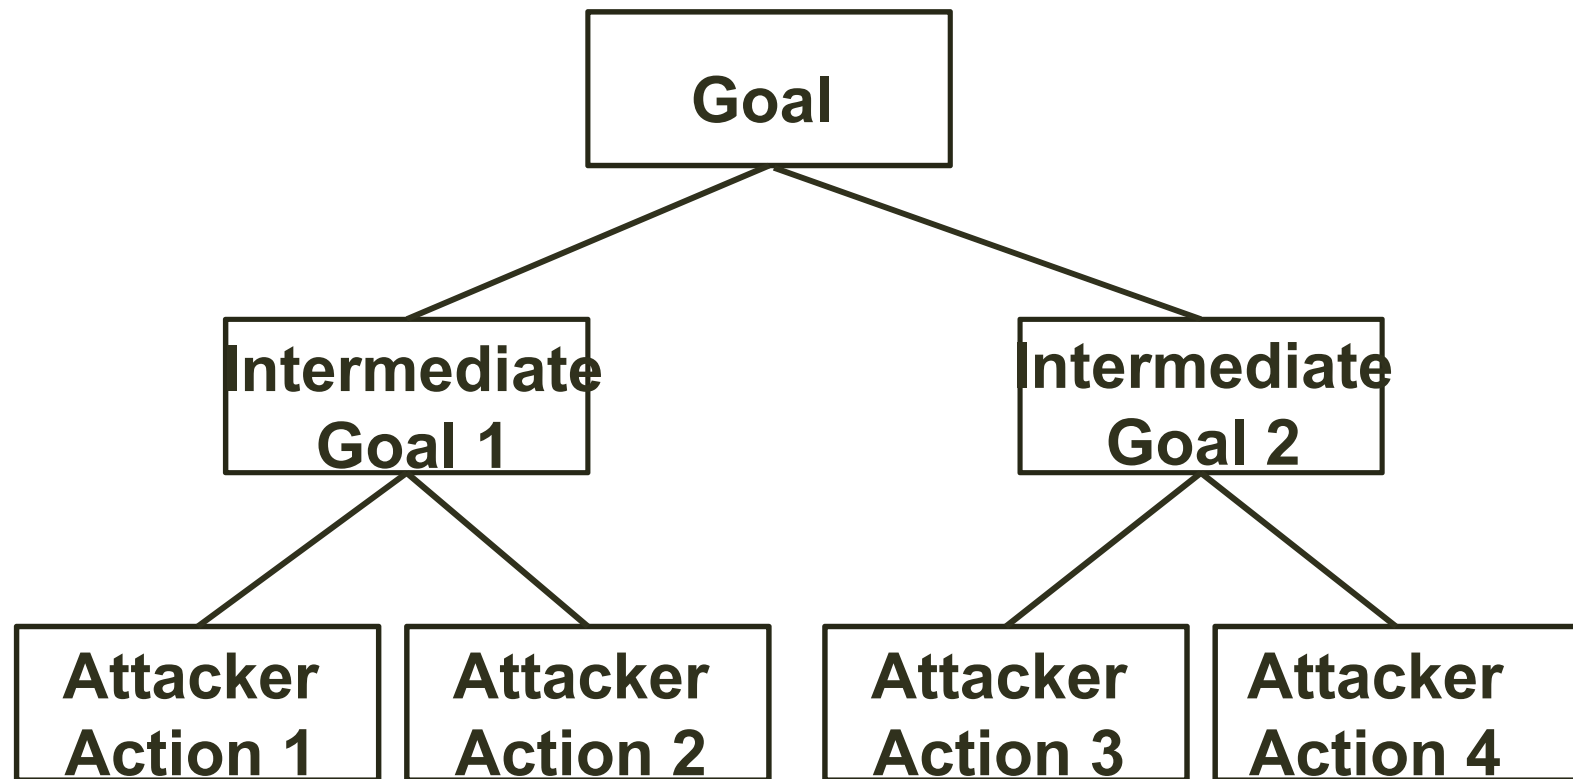 Goal
Intermediate
Goal 1
Intermediate
Goal 2
Attacker
Action 1
Attacker
Action 2
Attacker
Action 3
Attacker
Action 4